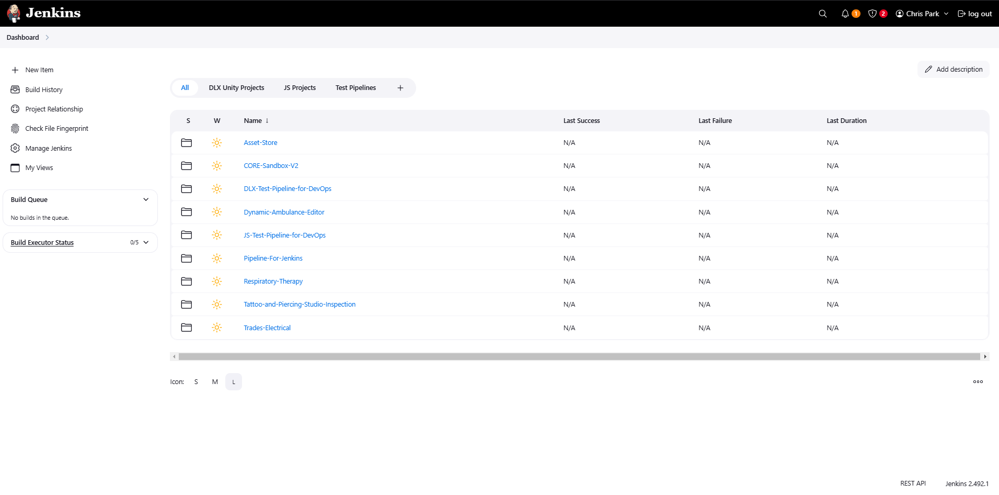 Jenkins
1
2
Chris Park
log out
Dashboard
New Item
Build History
Project Relationship
Check File Fingerprint
Manage Jenkins
My Views
Build Queue
No builds in the queue.
Build Executor Status 0/5
Add description
All DLX Unity Projects JS Projects Test Pipelines +
S W Name ↓ Last Success Last Failure Last Duration
Asset-Store N/A N/A N/A
CORE-Sandbox-V2 N/A N/A N/A
DLX-Test-Pipeline-for-DevOps N/A N/A N/A
Dynamic-Ambulance-Editor N/A N/A N/A
JS-Test-Pipeline-for-DevOps N/A N/A N/A
Pipeline-For-Jenkins N/A N/A N/A
Respiratory-Therapy N/A N/A N/A
Tattoo-and-Piercing-Studio-Inspection N/A N/A N/A
Trades-Electrical N/A N/A N/A
Icon: S M L
REST API Jenkins 2.492.1